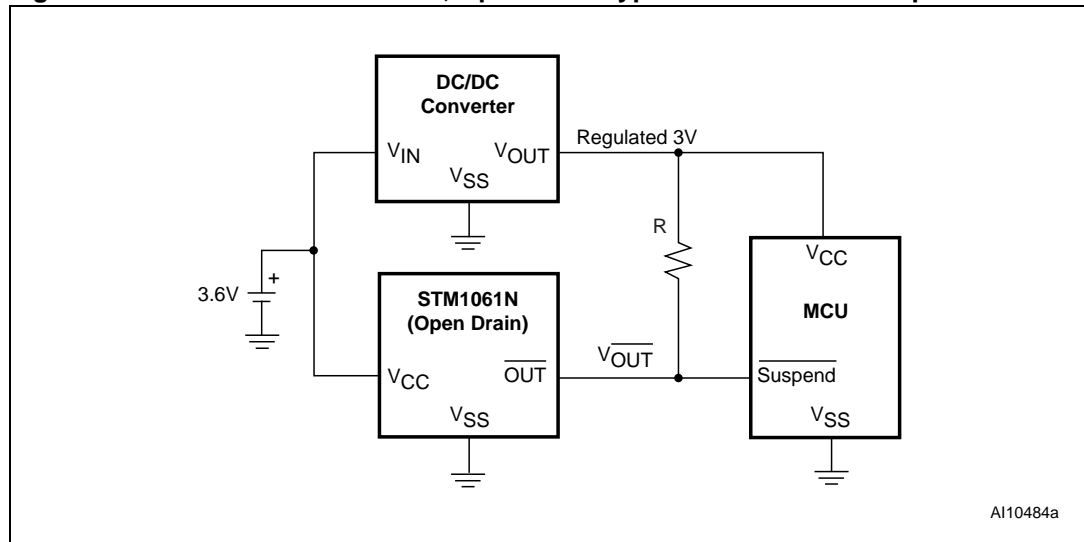 DC/DC
Converter
VIN
VOUT
VSS
Regulated 3V
R
VCC
MCU
3.6V
+
STM1061N
(Open Drain)
VCC
OUT
VSS
VOUT
Suspend
VSS
AI10484a